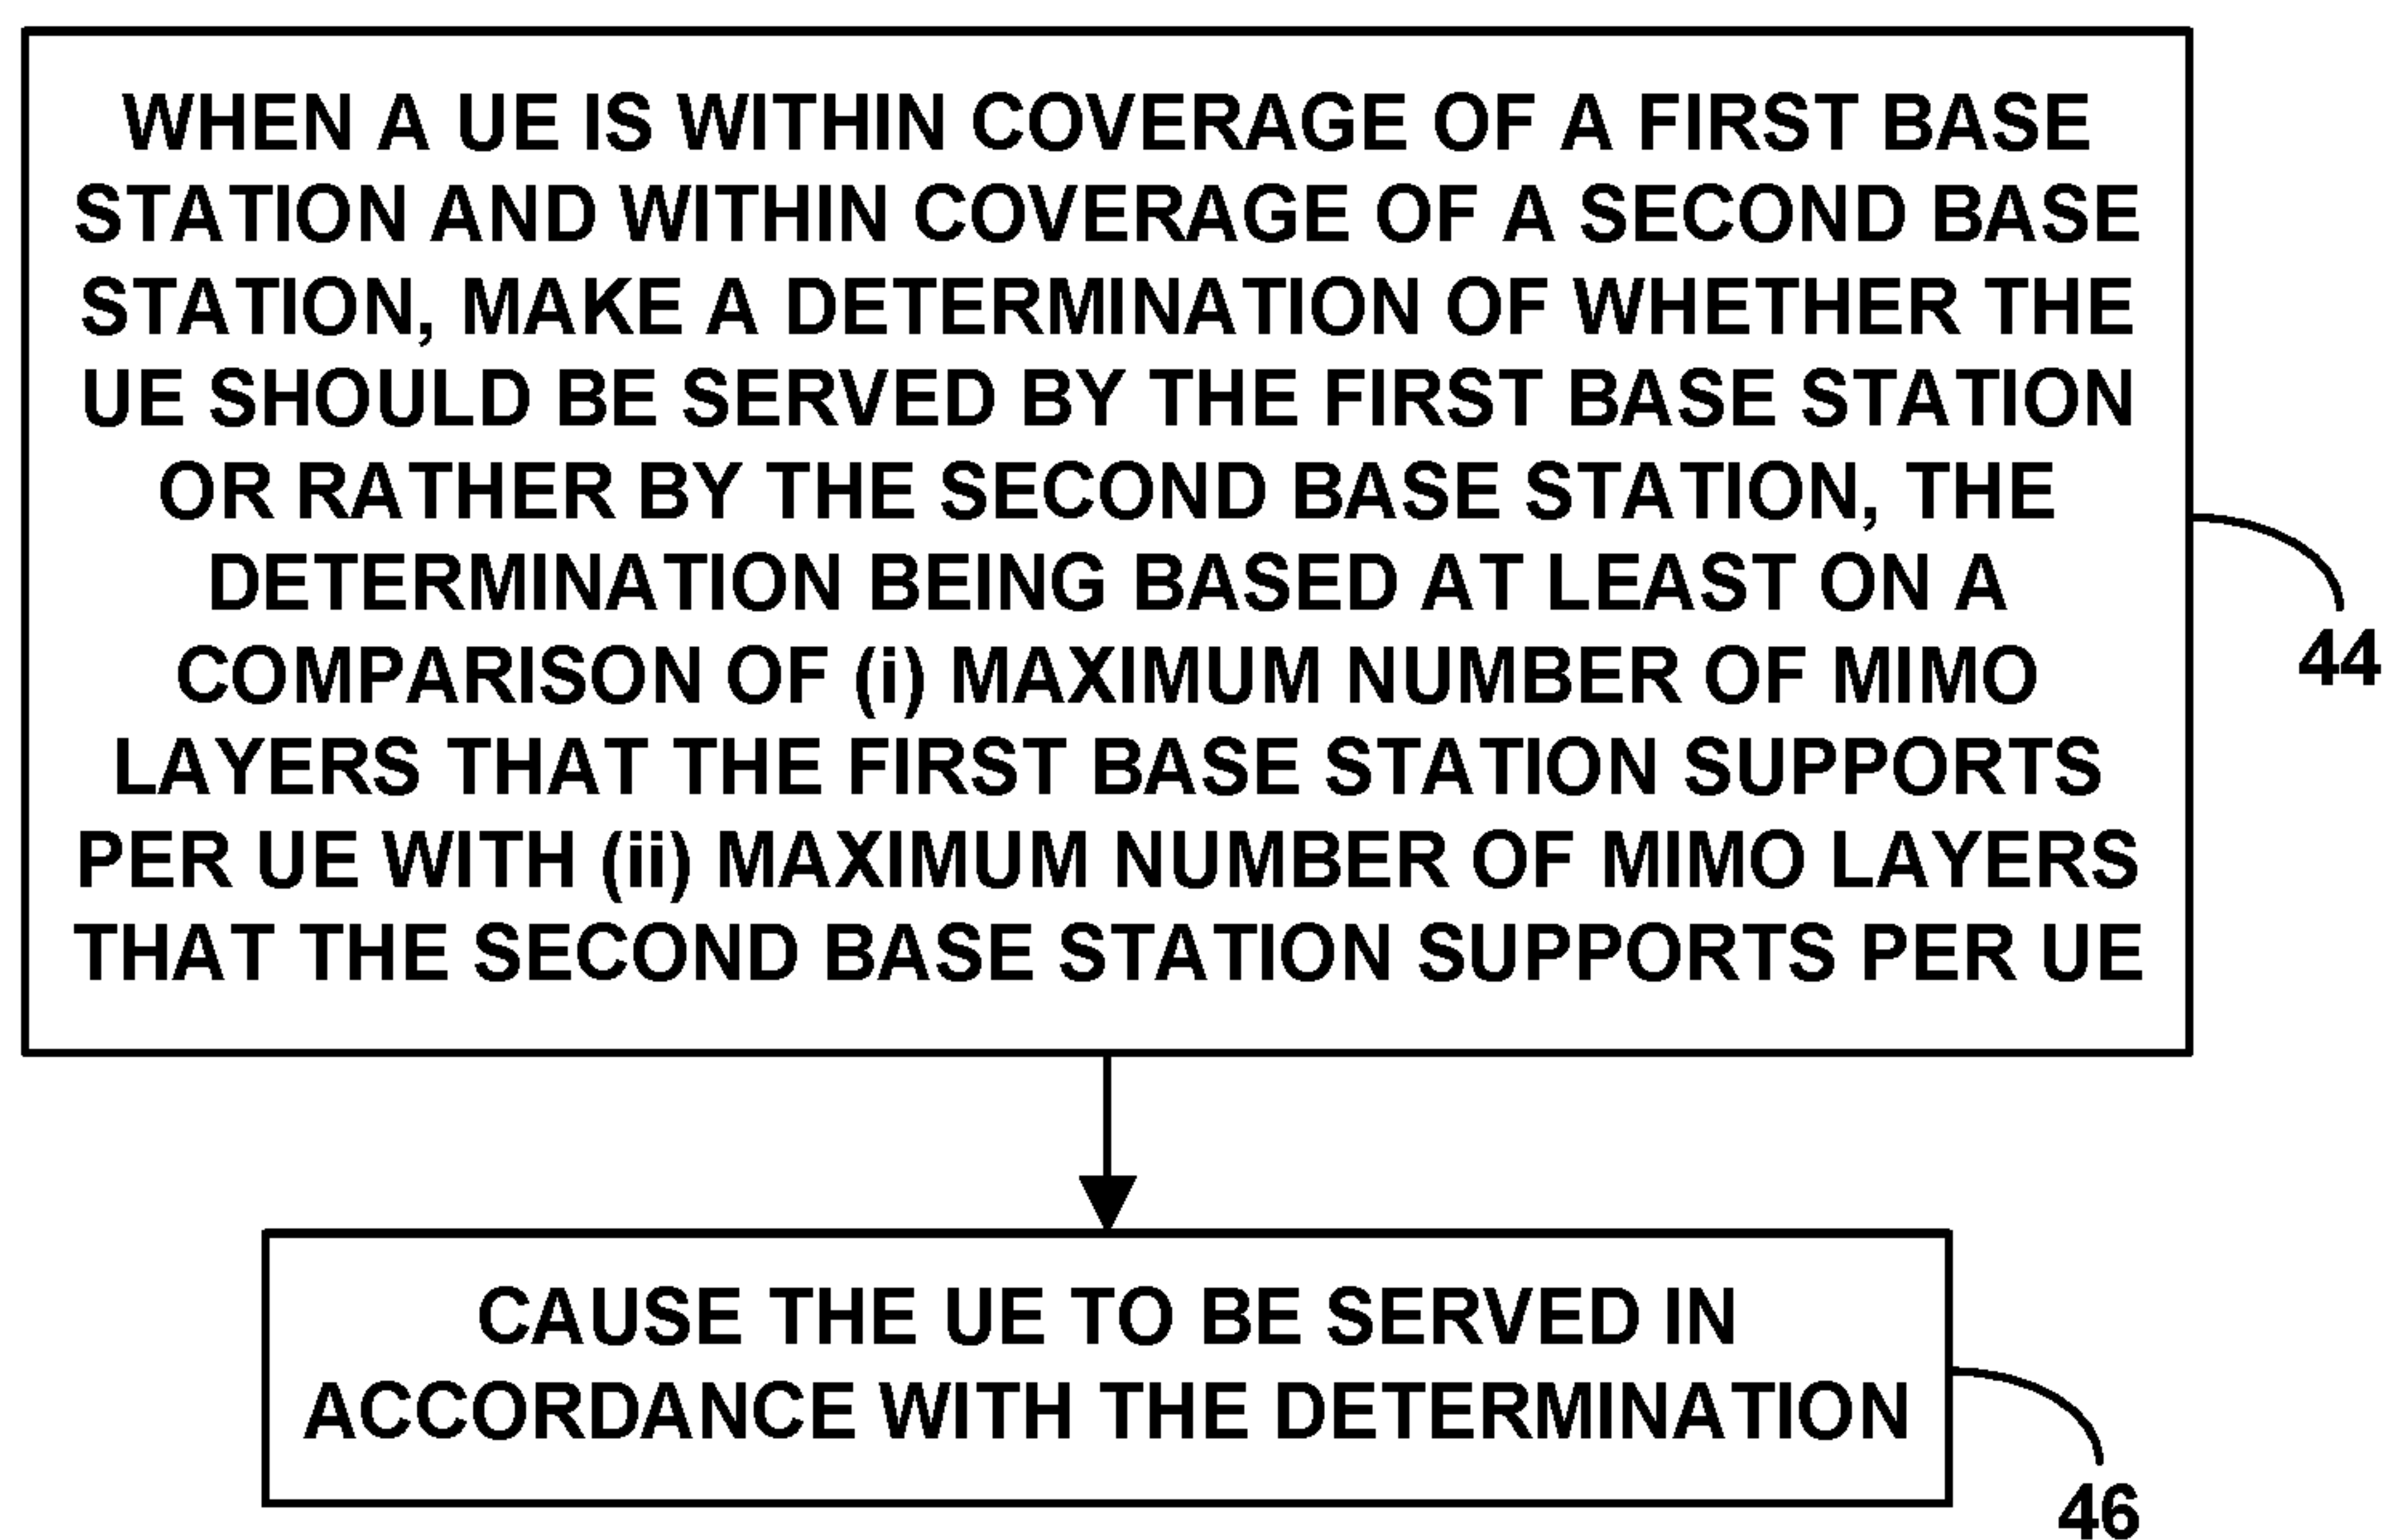 WHEN A UE IS WITHIN COVERAGE OF A FIRST BASE
STATION AND WITHIN COVERAGE OF A SECOND BASE
STATION, MAKE A DETERMINATION OF WHETHER THE
UE SHOULD BE SERVED BY THE FIRST BASE STATION
OR RATHER BY THE SECOND BASE STATION, THE
DETERMINATION BEING BASED AT LEAST ON A
COMPARISON OF (i) MAXIMUM NUMBER OF MIMO
LAYERS THAT THE FIRST BASE STATION SUPPORTS
PER UE WITH (ii) MAXIMUM NUMBER OF MIMO LAYERS
THAT THE SECOND BASE STATION SUPPORTS PER UE
44
CAUSE THE UE TO BE SERVED IN
ACCORDANCE WITH THE DETERMINATION
46